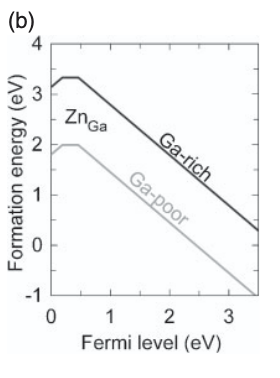 (b)
4
3
2
1
0
-1
Formation energy (eV)
Zn_Ga
Ga-rich
Ga-poor
0
1
2
3
Fermi level (eV)